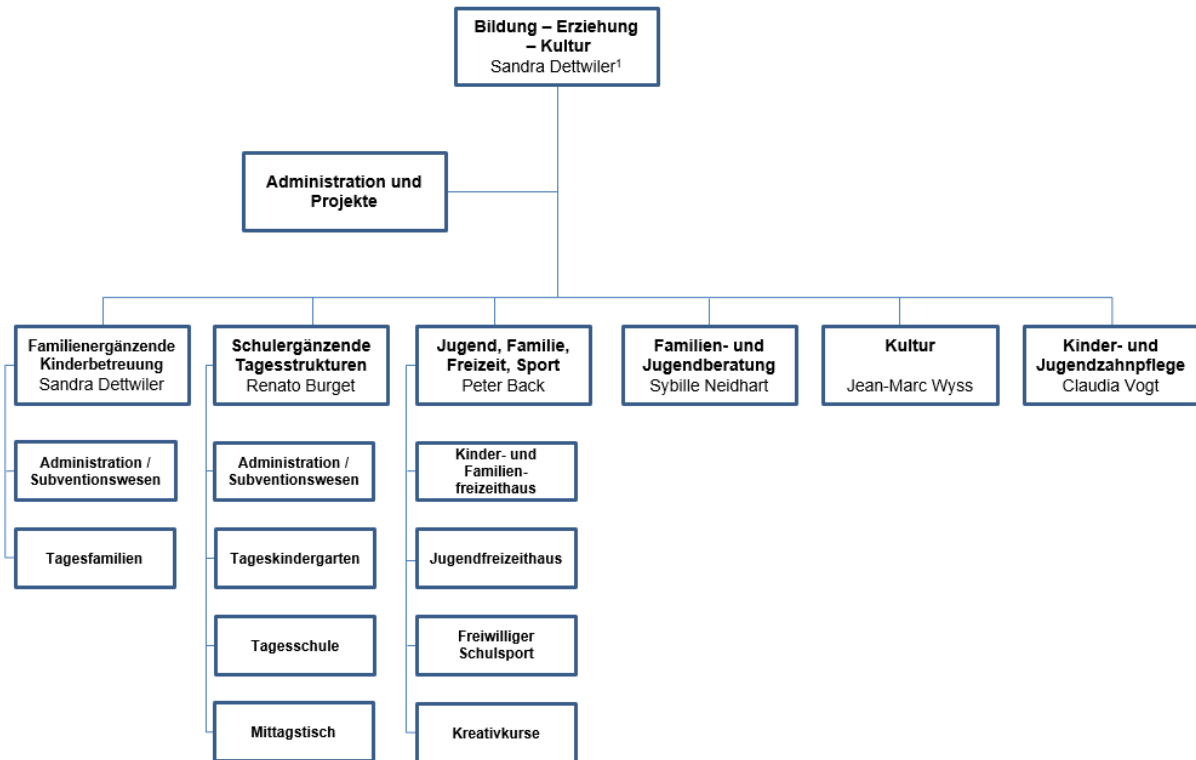 Bildung – Erziehung
– Kultur
Sandra Dettwiler¹
Administration und
Projekte
Familienergänzende
Kinderbetreuung
Sandra Dettwiler
Schulergänzende
Tagesstrukturen
Renato Burget
Jugend, Familie,
Freizeit, Sport
Peter Back
Familien- und
Jugendberatung
Sybille Neidhart
Kultur
Jean-Marc Wyss
Kinder- und
Jugendzahnpflege
Claudia Vogt
Administration /
Subventionswesen
Administration /
Subventionswesen
Kinder- und
Familien-
freizeithaus
Tagesfamilien
Tageskindergarten
Jugendfreizeithaus
Tagesschule
Freiwilliger
Schulsport
Mittagstisch
Kreativkurse